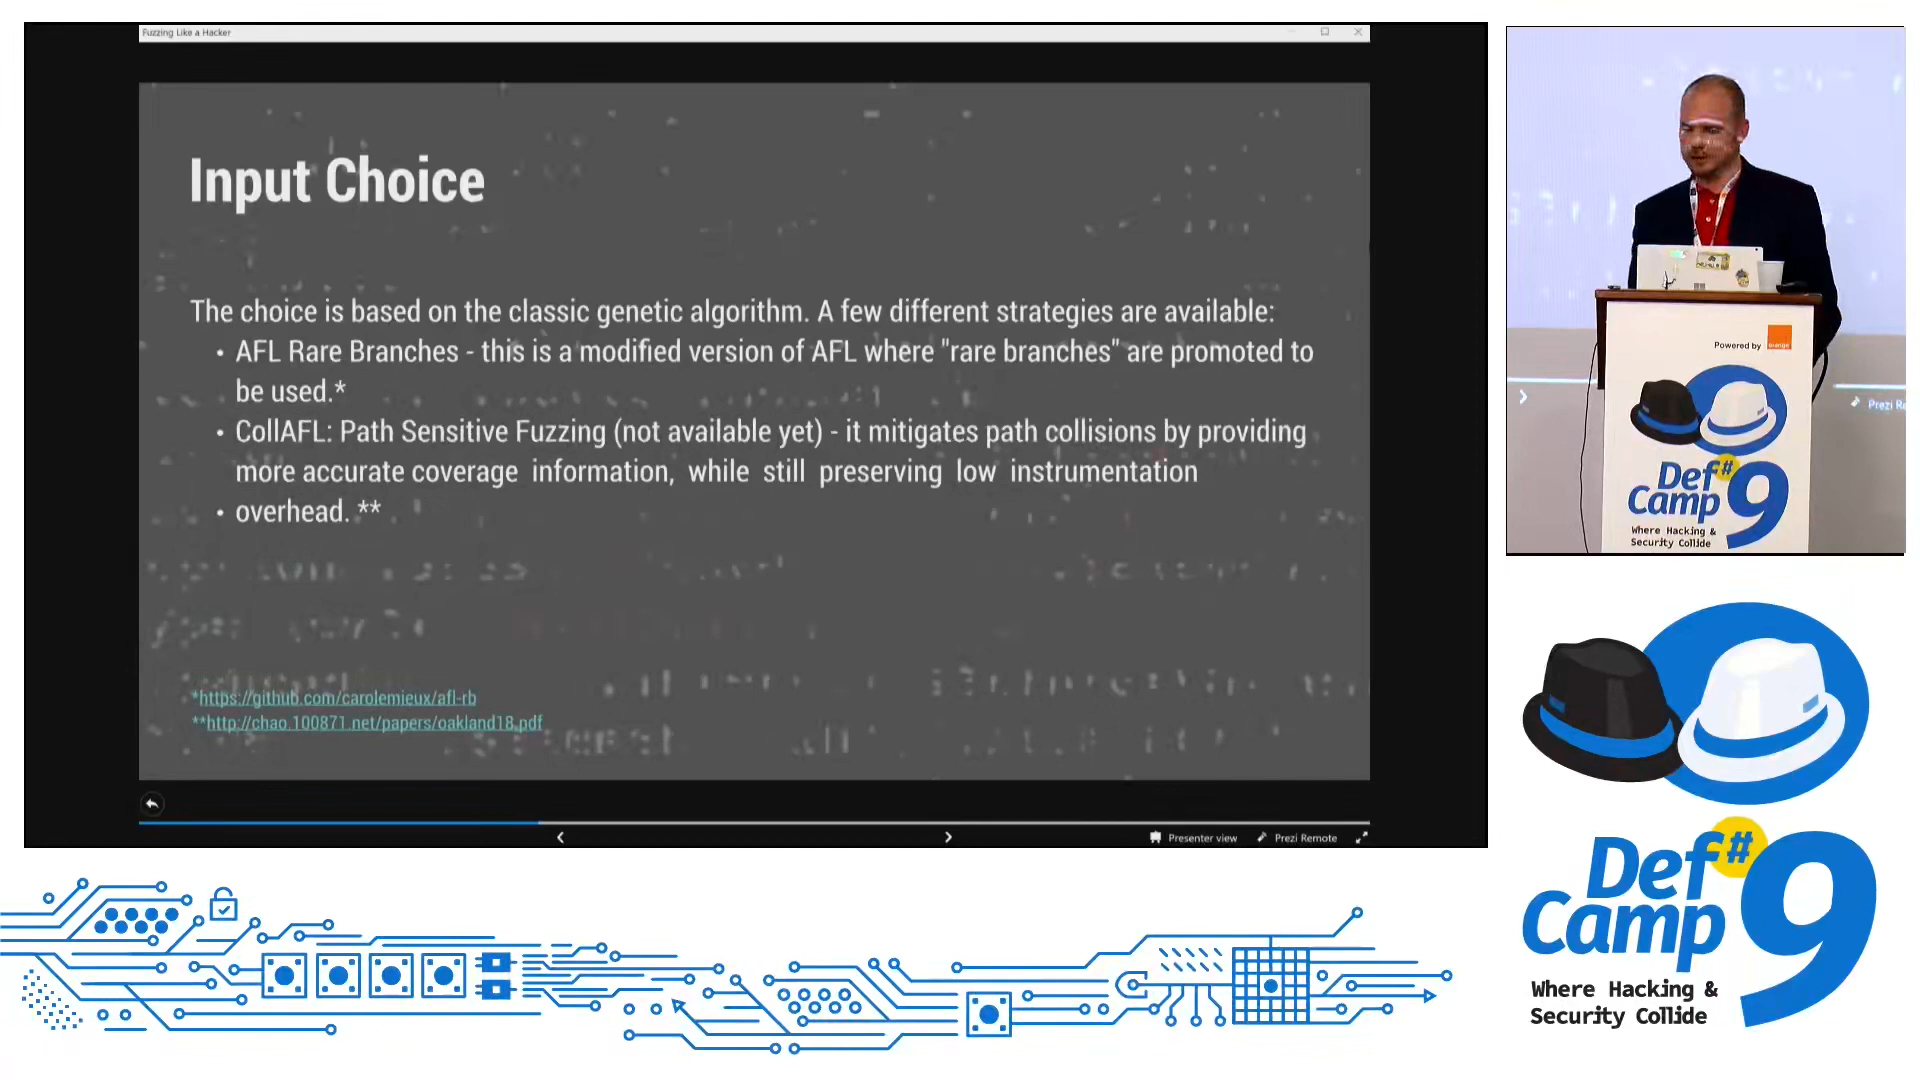 Fuzzing Like a Hacker
Input Choice
The choice is based on the classic genetic algorithm. A few different strategies are available:
• AFL Rare Branches - this is a modified version of AFL where "rare branches" are promoted to
be used.*
• CollAFL: Path Sensitive Fuzzing (not available yet) - it mitigates path collisions by providing
more accurate coverage information, while still preserving low instrumentation
• overhead. **
*https://github.com/carolemieux/afl-rb
**http://chao.100871.net/papers/oakland18.pdf
Presenter view
Prezi Remote
Powered by
orange
Prezi Re
Def#
Camp 9
Where Hacking &
Security Collide
Def#
Camp 9
Where Hacking &
Security Collide